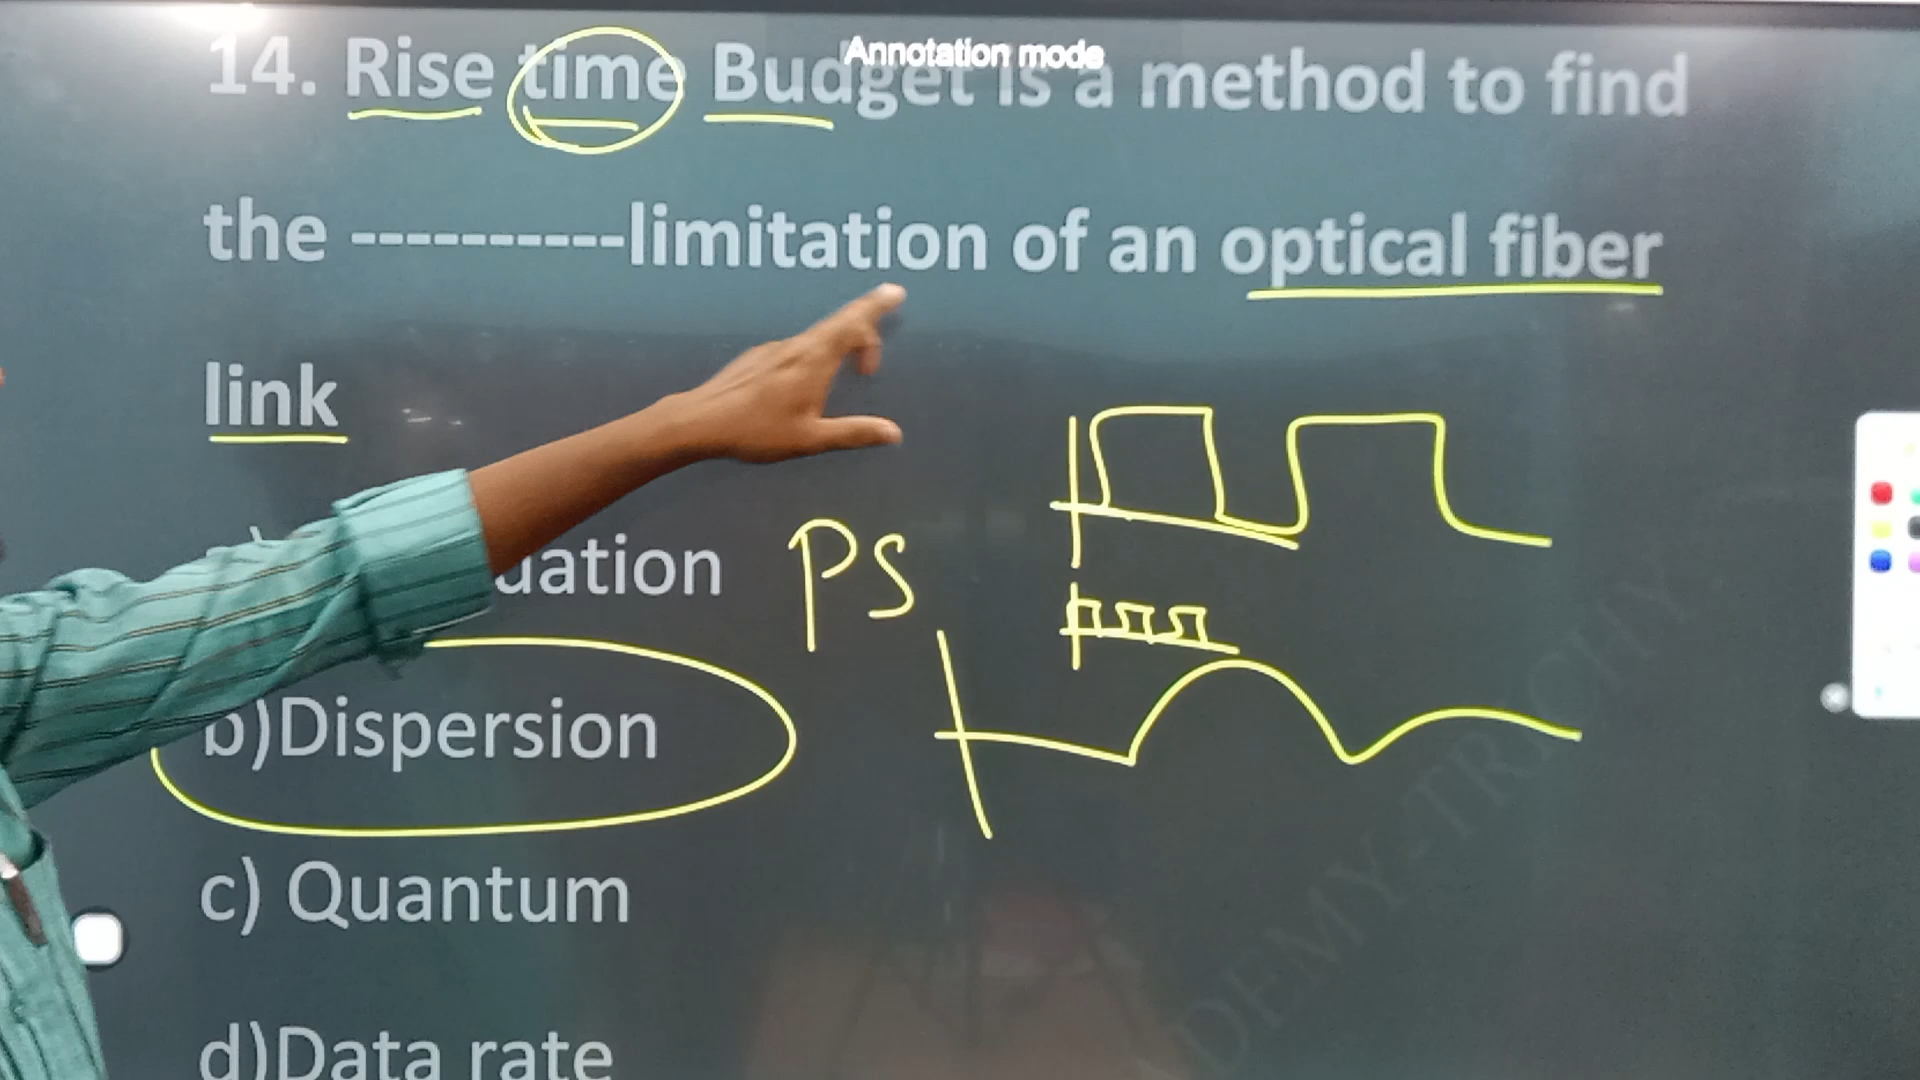 Annotation mode
14. Rise time Budget is a method to find
the ----------limitation of an optical fiber
link
PS
b)Dispersion
c) Quantum
d)Data rate